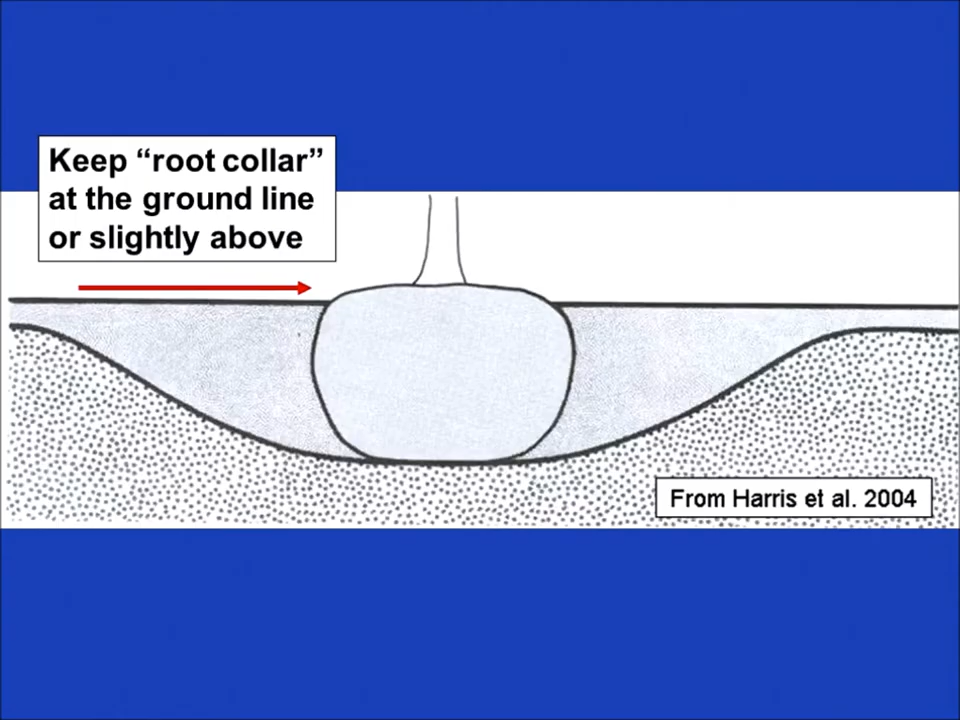 Keep “root collar”
at the ground line
or slightly above
From Harris et al. 2004